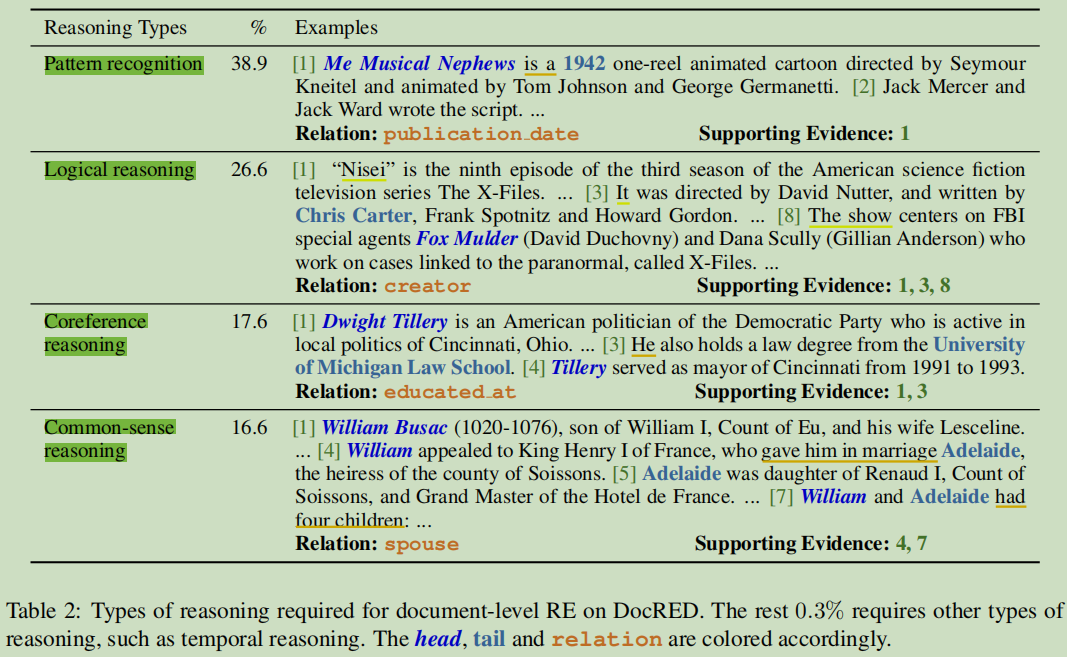 Reasoning Types % Examples
Pattern recognition 38.9 [1] Me Musical Nephews is a 1942 one-reel animated cartoon directed by Seymour
Kneitel and animated by Tom Johnson and George Germanetti. [2] Jack Mercer and
Jack Ward wrote the script. ...
Relation: publication_date Supporting Evidence: 1
Logical reasoning 26.6 [1] “Nisei” is the ninth episode of the third season of the American science fiction
television series The X-Files. ... [3] It was directed by David Nutter, and written by
Chris Carter, Frank Spotnitz and Howard Gordon. ... [8] The show centers on FBI
special agents Fox Mulder (David Duchovny) and Dana Scully (Gillian Anderson) who
work on cases linked to the paranormal, called X-Files. ...
Relation: creator Supporting Evidence: 1, 3, 8
Coreference 17.6 [1] Dwight Tillery is an American politician of the Democratic Party who is active in
reasoning local politics of Cincinnati, Ohio. ... [3] He also holds a law degree from the University
of Michigan Law School. [4] Tillery served as mayor of Cincinnati from 1991 to 1993.
Relation: educated_at Supporting Evidence: 1, 3
Common-sense 16.6 [1] William Busac (1020-1076), son of William I, Count of Eu, and his wife Lesceline.
reasoning ... [4] William appealed to King Henry I of France, who gave him in marriage Adelaide,
the heiress of the county of Soissons. [5] Adelaide was daughter of Renaud I, Count of
Soissons, and Grand Master of the Hotel de France. ... [7] William and Adelaide had
four children: ...
Relation: spouse Supporting Evidence: 4, 7
Table 2: Types of reasoning required for document-level RE on DocRED. The rest 0.3% requires other types of
reasoning, such as temporal reasoning. The head, tail and relation are colored accordingly.